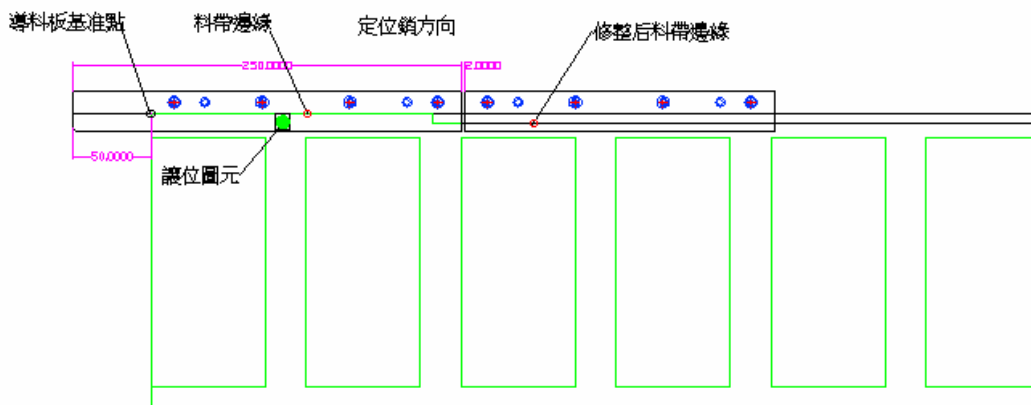 導料板基准點
料帶邊緣
定位銷方向
修整后料帶邊緣
250.0000
2.0000
50.0000
讓位圖元